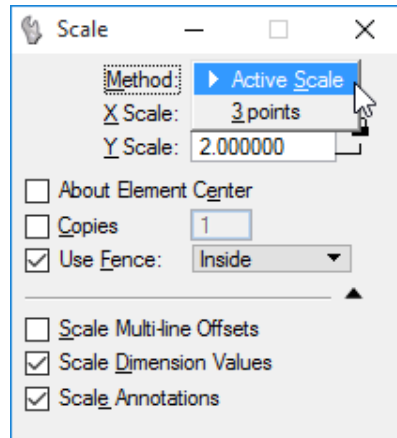 Scale
Method: Active Scale
X Scale: 3 points
Y Scale: 2.000000
About Element Center
Copies 1
Use Fence: Inside
Scale Multi-line Offsets
Scale Dimension Values
Scale Annotations